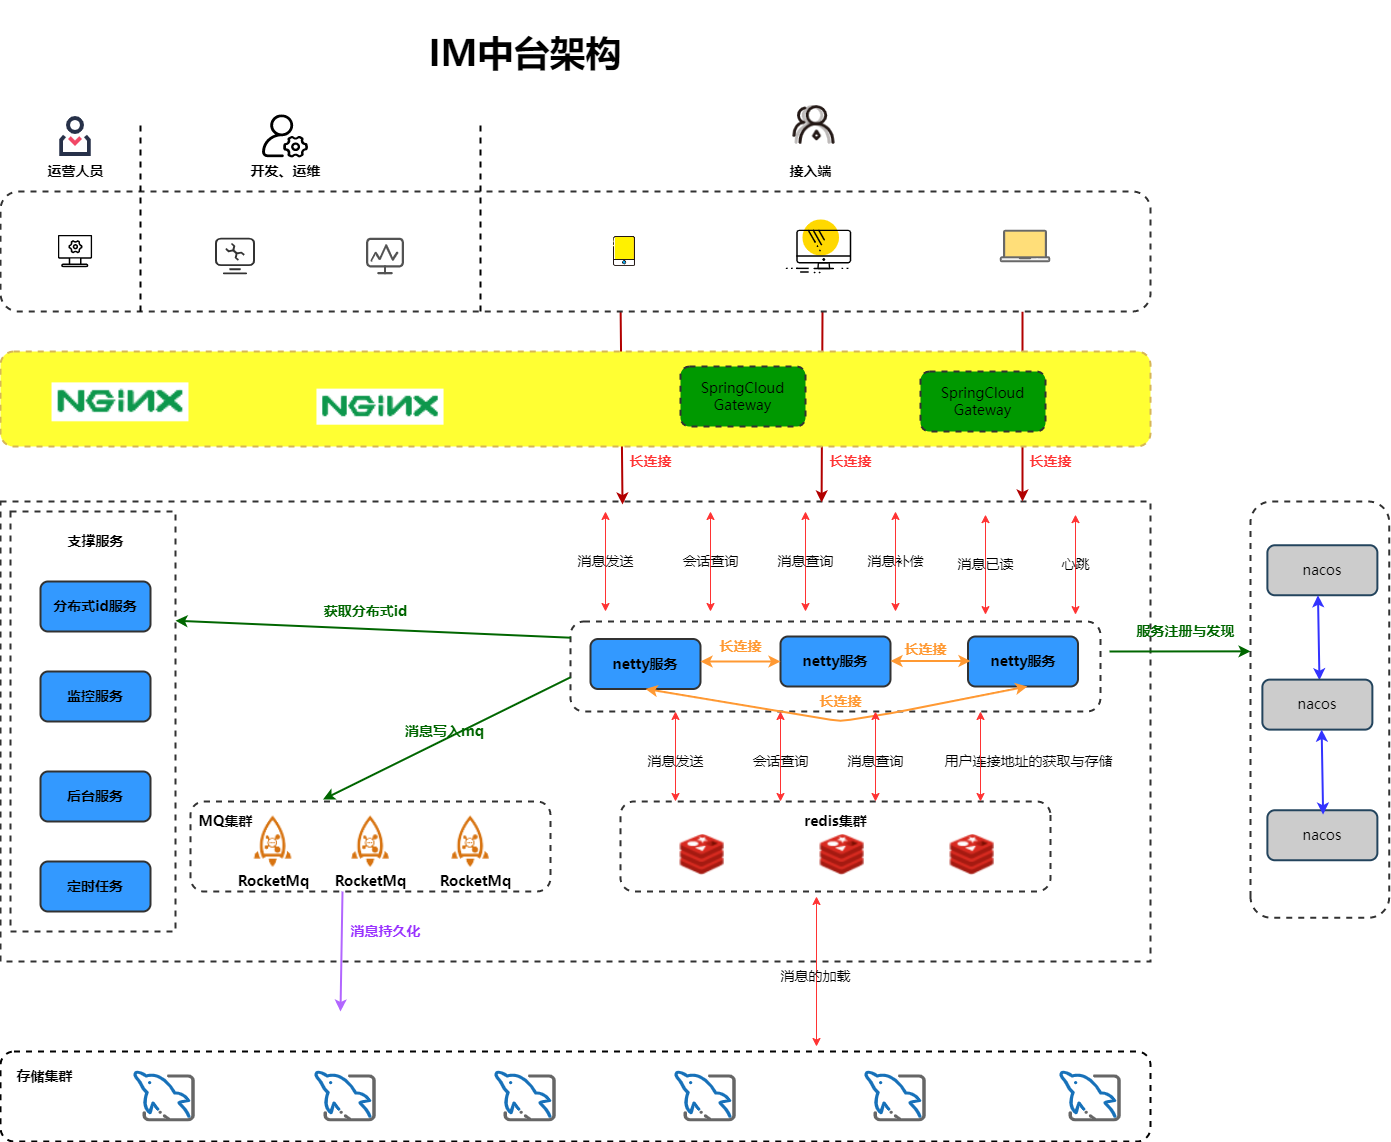 IM中台架构
运营人员
开发、运维
接入端
NGiNX
NGiNX
SpringCloud
Gateway
SpringCloud
Gateway
长连接
长连接
长连接
支撑服务
分布式id服务
监控服务
后台服务
定时任务
消息发送
会话查询
消息查询
消息补偿
消息已读
心跳
获取分布式id
服务注册与发现
netty服务
长连接
netty服务
长连接
netty服务
长连接
消息写入mq
消息发送
会话查询
消息查询
用户连接地址的获取与存储
MQ集群
RocketMq
RocketMq
RocketMq
redis集群
消息持久化
消息的加载
nacos
nacos
nacos
存储集群